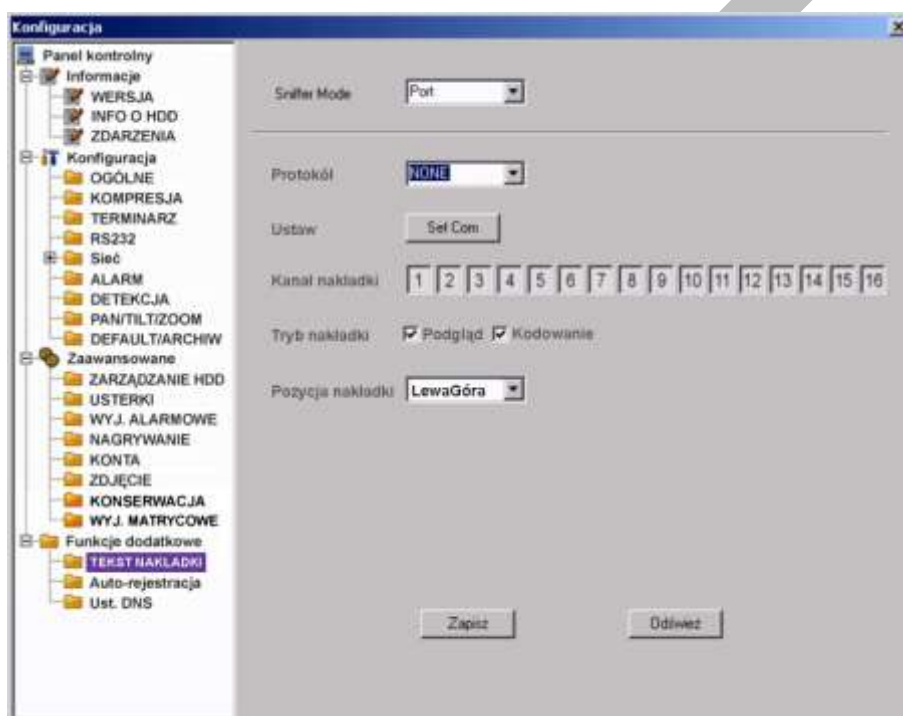 Konfiguracja
Panel kontrolny
Informacje
WERSJA
INFO O HDD
ZDARZENIA
Konfiguracja
OGÓLNE
KOMPRESJA
TERMINARZ
RS232
Sieć
ALARM
DETEKCJA
PAN/TILT/ZOOM
DEFAULT/ARCHIW
Zaawansowane
ZARZĄDZANIE HDD
USTERKI
WYJ. ALARMOWE
NAGRYWANIE
KONTA
ZDJĘCIE
KONSERWACJA
WYJ. MATRYCOWE
Funkcje dodatkowe
TEKST NAKLADKI
Auto-rejestracja
Ust. DNS
Sniffer Mode Port
Protokół NONE
Ustaw Set Com
Kanał nakładki 1 2 3 4 5 6 7 8 9 10 11 12 13 14 15 16
Tryb nakładki Podgląd Kodowanie
Pozycja nakładki LewaGóra
Zapisz Odśwież